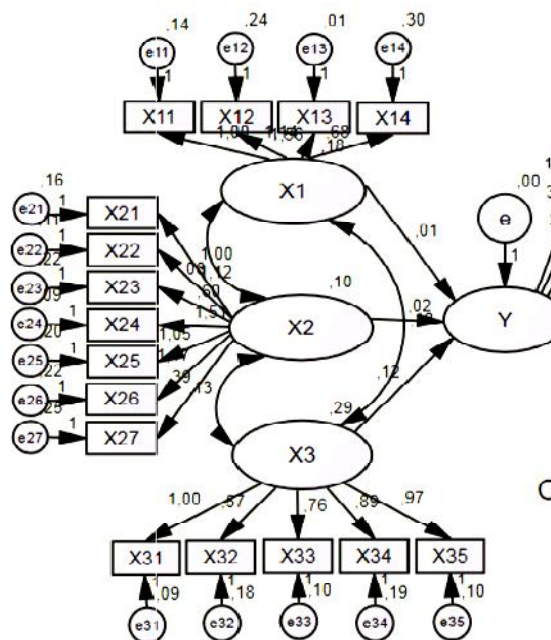 ,14 ,24 ,01 ,30
e11 e12 e13 e14
1 1 1 1
X11 X12 X13 X14
1,00 ,68
,18
X1
,16
e21 1 X21
e22 1 X22
,22
e23 1 X23
,09
e24 1 X24
,20
e25 1 X25
,22
e26 1 X26
,25
e27 1 X27
1,00
,12
,60
1,51
1,05
,39
,13
,10
X2
,01
,02
,12
,00
e
1
Y
,29
X3
1,00 ,87 ,76 ,89 ,97
X31 X32 X33 X34 X35
1 1 1 1 1
,09 ,18 ,10 ,19 ,10
e31 e32 e33 e34 e35